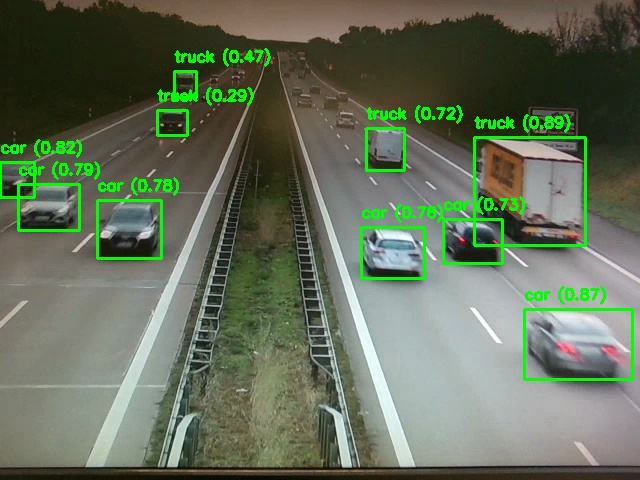 truck (0.47)
truck (0.29)
truck (0.72)
truck (0.89)
car (0.82)
car (0.79)
car (0.78)
car (0.78)
car (0.73)
car (0.87)